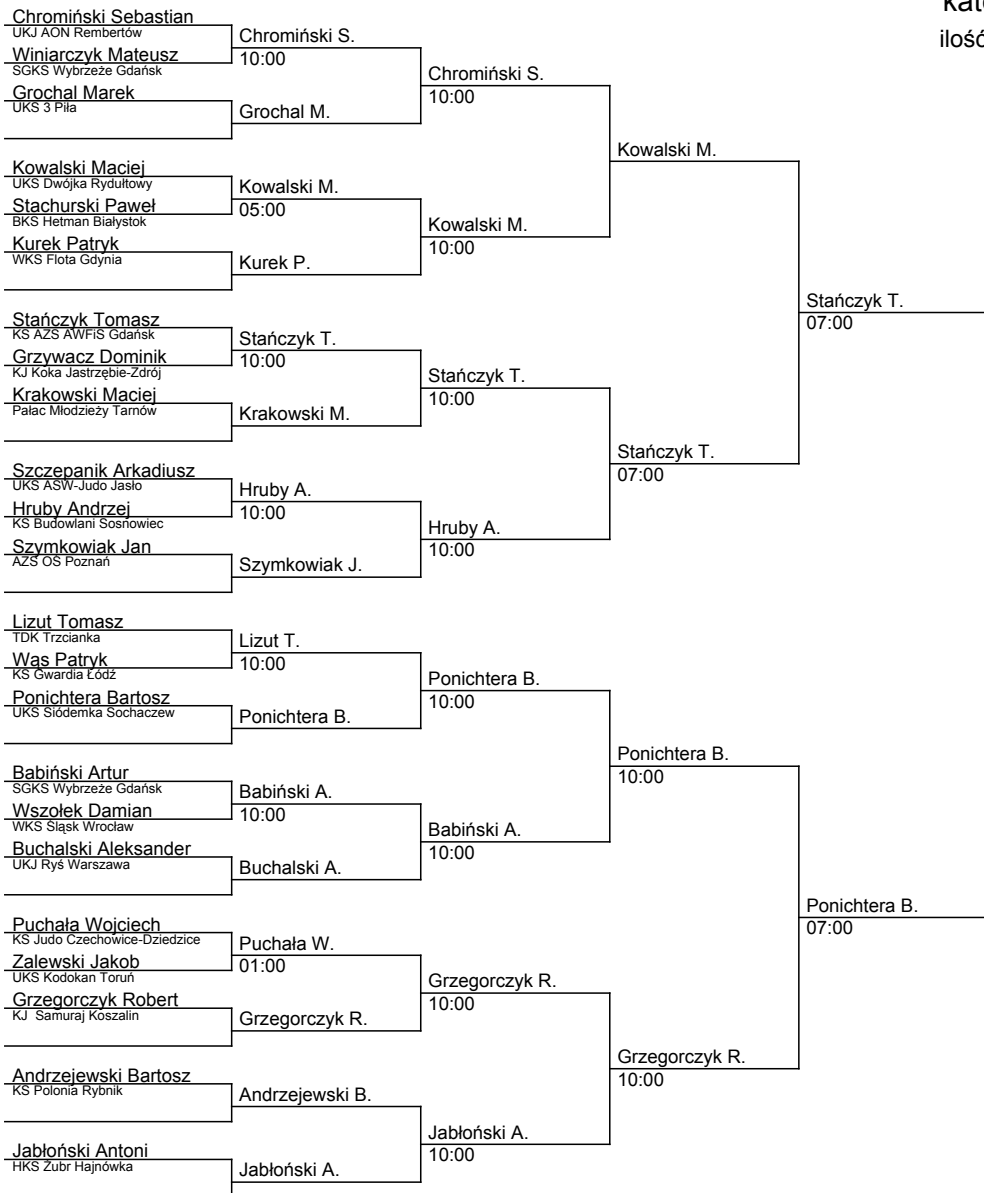 Chromiński Sebastian
UKJ AON Rembertów
Winiarczyk Mateusz
SGKS Wybrzeże Gdańsk
Grochal Marek
UKS 3 Piła
Kowalski Maciej
UKS Dwójka Rydułtowy
Stachurski Paweł
BKS Hetman Białystok
Kurek Patryk
WKS Flota Gdynia
Stańczyk Tomasz
KS AZS AWFiS Gdańsk
Grzywacz Dominik
KJ Koka Jastrzębie-Zdrój
Krakowski Maciej
Pałac Młodzieży Tarnów
Szczepanik Arkadiusz
UKS ASW-Judo Jasło
Hruby Andrzej
KS Budowlani Sosnowiec
Szymkowiak Jan
AZS OŚ Poznań
Lizut Tomasz
TDK Trzcianka
Wąs Patryk
KS Gwardia Łódź
Ponichtera Bartosz
UKS Siódemka Sochaczew
Babiński Artur
SGKS Wybrzeże Gdańsk
Wszołek Damian
WKS Śląsk Wrocław
Buchalski Aleksander
UKJ Ryś Warszawa
Puchała Wojciech
KS Judo Czechowice-Dziedzice
Zalewski Jakob
UKS Kodokan Toruń
Grzegorczyk Robert
KJ Samuraj Koszalin
Andrzejewski Bartosz
KS Polonia Rybnik
Jabłoński Antoni
HKS Żubr Hajnówka
Chromiński S.
10:00
Grochal M.
Kowalski M.
05:00
Kurek P.
Stańczyk T.
10:00
Krakowski M.
Hruby A.
10:00
Szymkowiak J.
Lizut T.
10:00
Ponichtera B.
Babiński A.
10:00
Buchalski A.
Puchała W.
01:00
Grzegorczyk R.
Andrzejewski B.
Jabłoński A.
Chromiński S.
10:00
Kowalski M.
10:00
Stańczyk T.
10:00
Hruby A.
10:00
Ponichtera B.
10:00
Babiński A.
10:00
Grzegorczyk R.
10:00
Jabłoński A.
10:00
Kowalski M.
Stańczyk T.
07:00
Ponichtera B.
10:00
Grzegorczyk R.
10:00
Stańczyk T.
07:00
Ponichtera B.
07:00